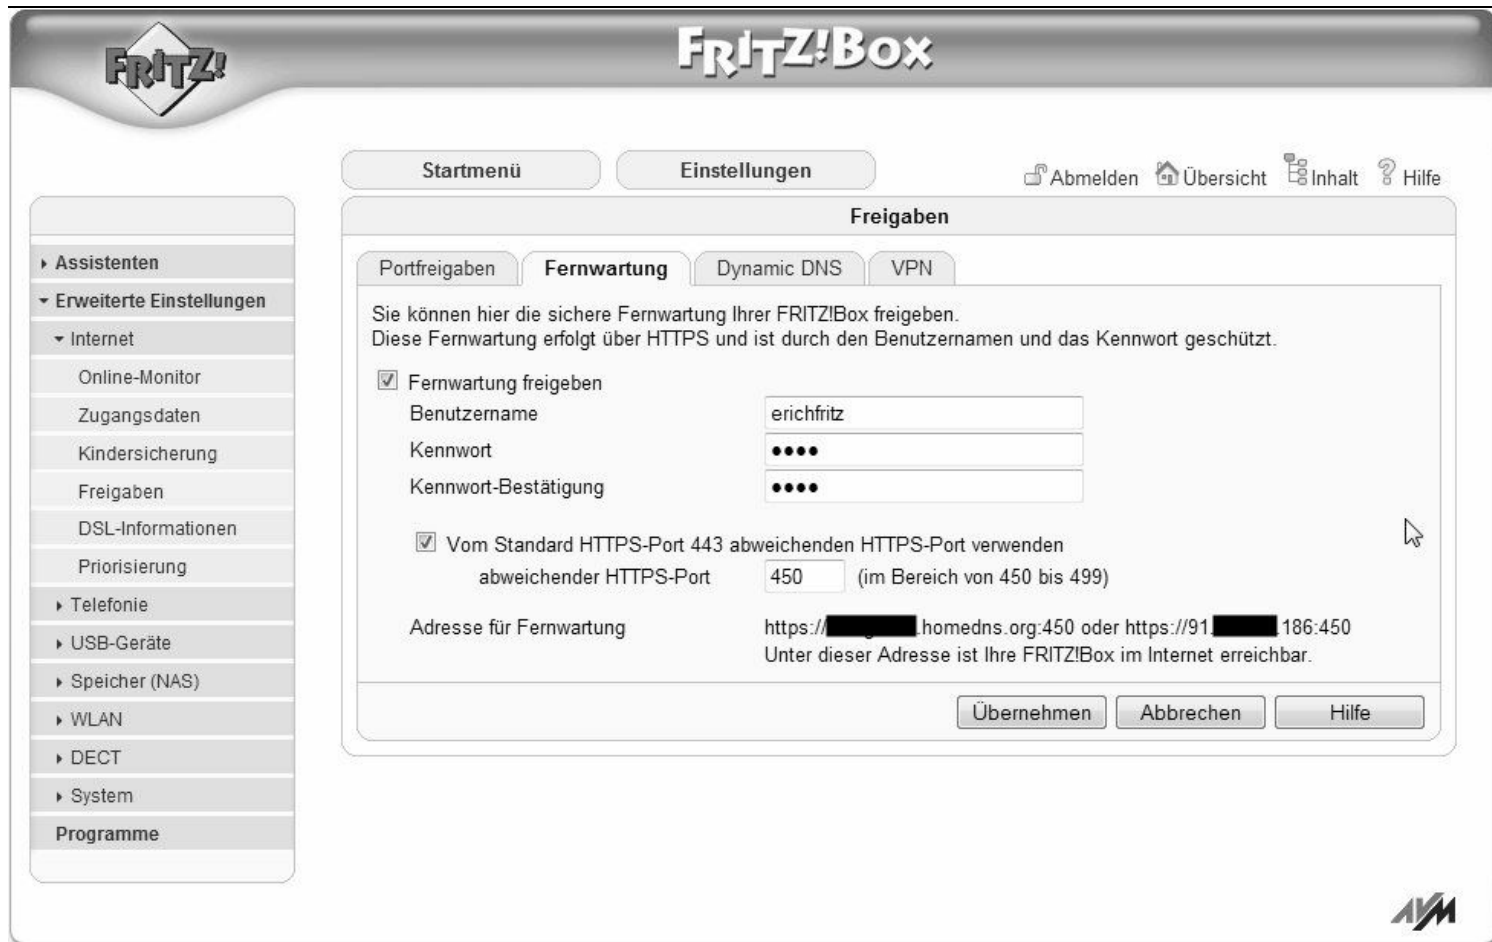 FRITZ!
FRITZ!Box
Startmenü
Einstellungen
Abmelden
Übersicht
Inhalt
Hilfe
Assistenten
Erweiterte Einstellungen
Internet
Online-Monitor
Zugangsdaten
Kindersicherung
Freigaben
DSL-Informationen
Priorisierung
Telefonie
USB-Geräte
Speicher (NAS)
WLAN
DECT
System
Programme
Freigaben
Portfreigaben
Fernwartung
Dynamic DNS
VPN
Sie können hier die sichere Fernwartung Ihrer FRITZ!Box freigeben.
Diese Fernwartung erfolgt über HTTPS und ist durch den Benutzernamen und das Kennwort geschützt.
Fernwartung freigeben
Benutzername erichfritz
Kennwort ••••
Kennwort-Bestätigung ••••
Vom Standard HTTPS-Port 443 abweichenden HTTPS-Port verwenden
abweichender HTTPS-Port 450 (im Bereich von 450 bis 499)
Adresse für Fernwartung https:// .homedns.org:450 oder https://91. .186:450
Unter dieser Adresse ist Ihre FRITZ!Box im Internet erreichbar.
Übernehmen
Abbrechen
Hilfe
AVM